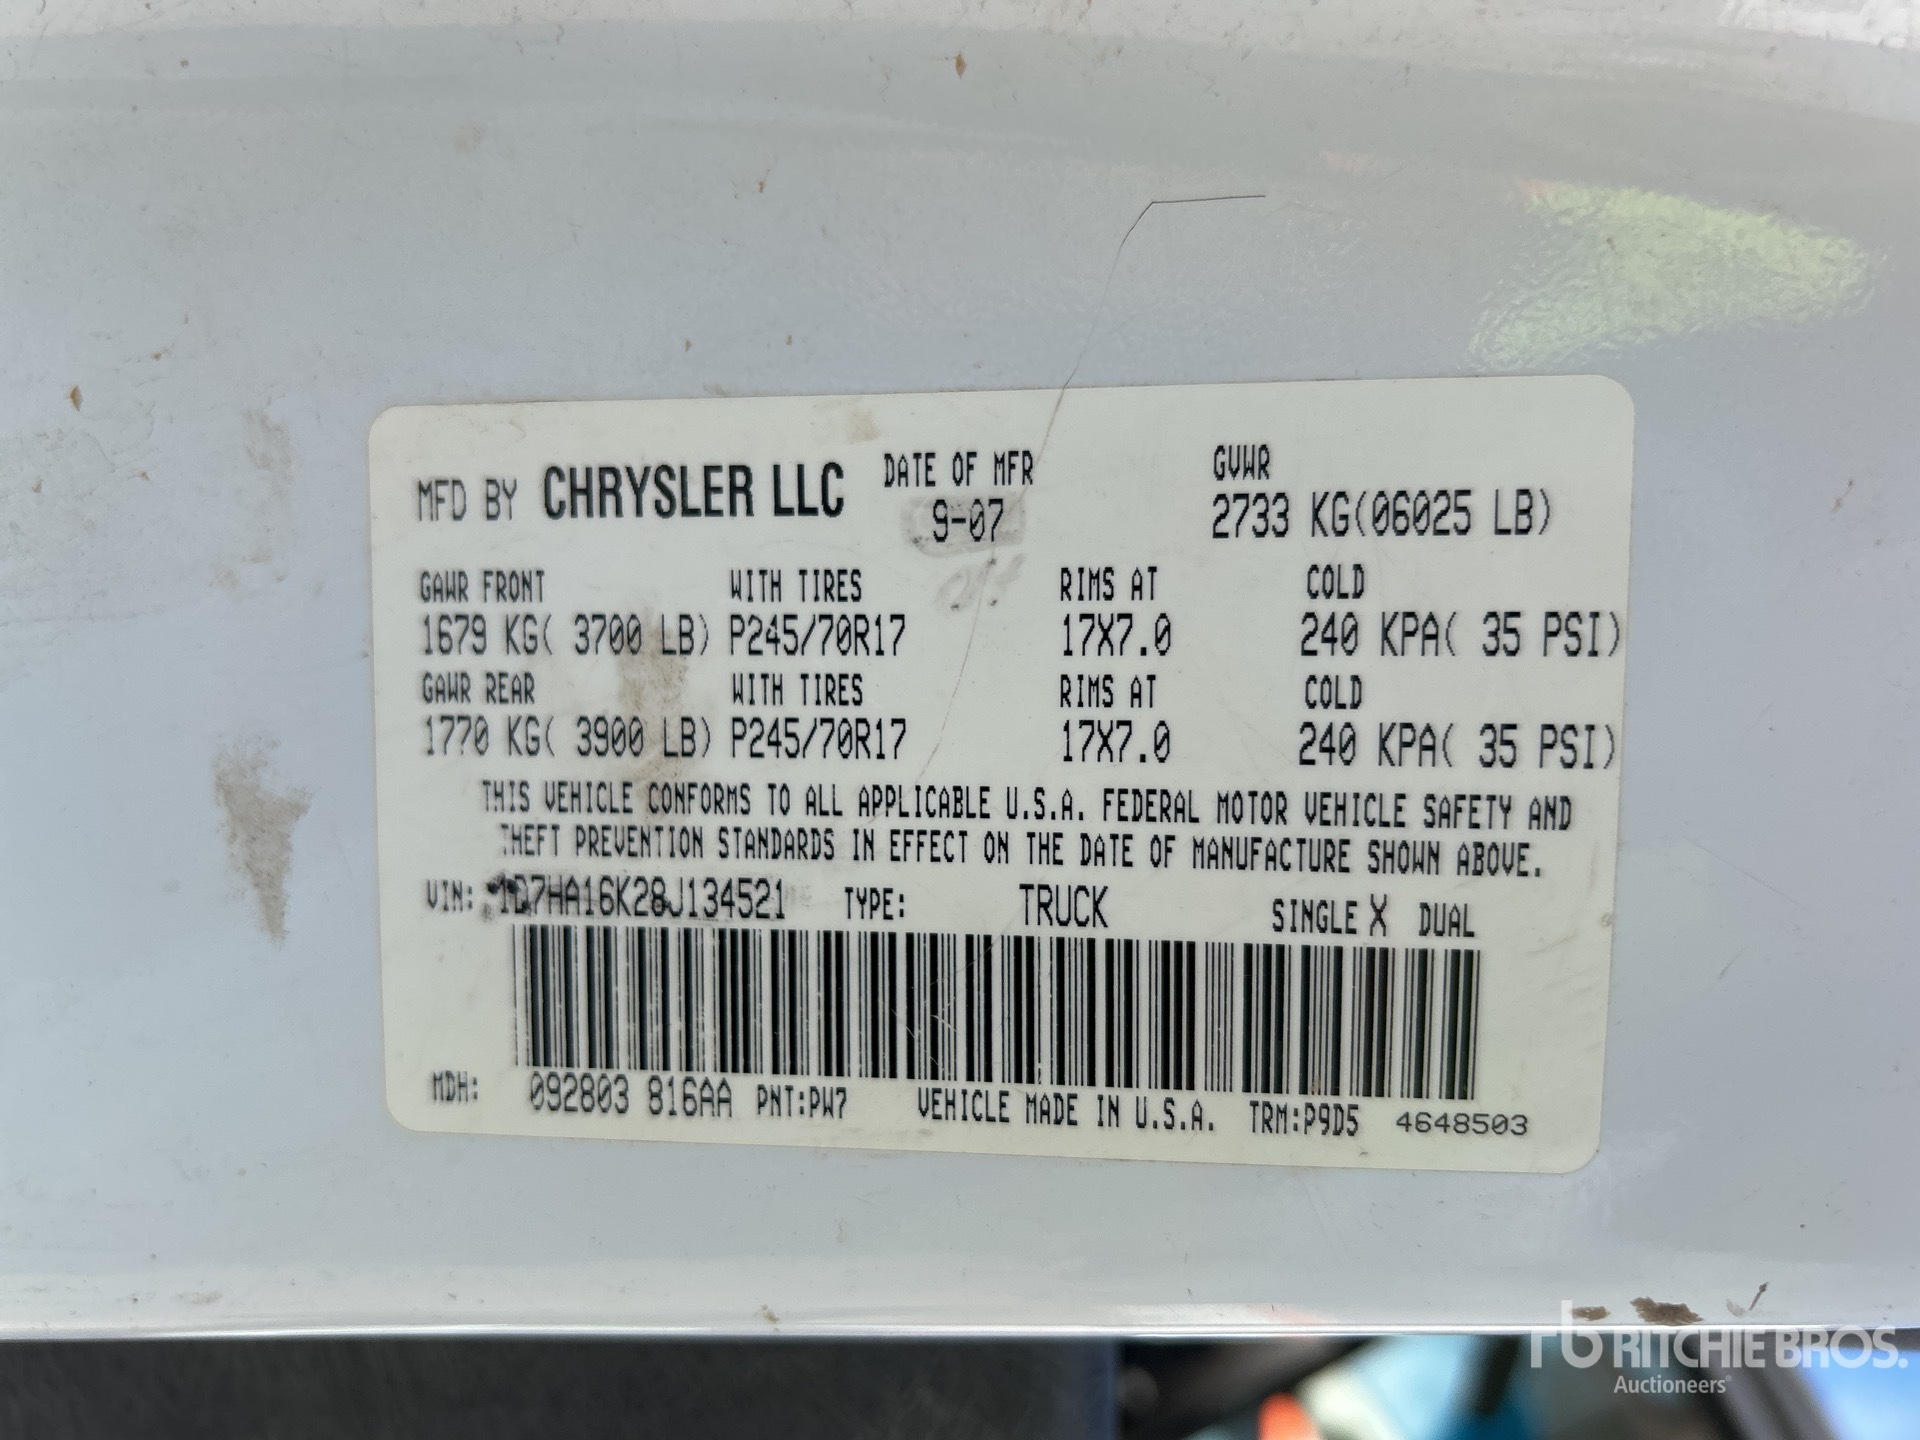 MFD BY CHRYSLER LLC DATE OF MFR GVWR
9-07 2733 KG(06025 LB)
GAWR FRONT WITH TIRES RIMS AT COLD
1679 KG( 3700 LB) P245/70R17 17X7.0 240 KPA( 35 PSI)
GAWR REAR WITH TIRES RIMS AT COLD
1770 KG( 3900 LB) P245/70R17 17X7.0 240 KPA( 35 PSI)
THIS VEHICLE CONFORMS TO ALL APPLICABLE U.S.A. FEDERAL MOTOR VEHICLE SAFETY AND
THEFT PREVENTION STANDARDS IN EFFECT ON THE DATE OF MANUFACTURE SHOWN ABOVE.
VIN: 1D7HA16K28J134521 TYPE: TRUCK SINGLE X DUAL
MDH: 092803 816AA PNT:PW7 VEHICLE MADE IN U.S.A. TRM:P9D5 4648503
rb RITCHIE BROS.
Auctioneers